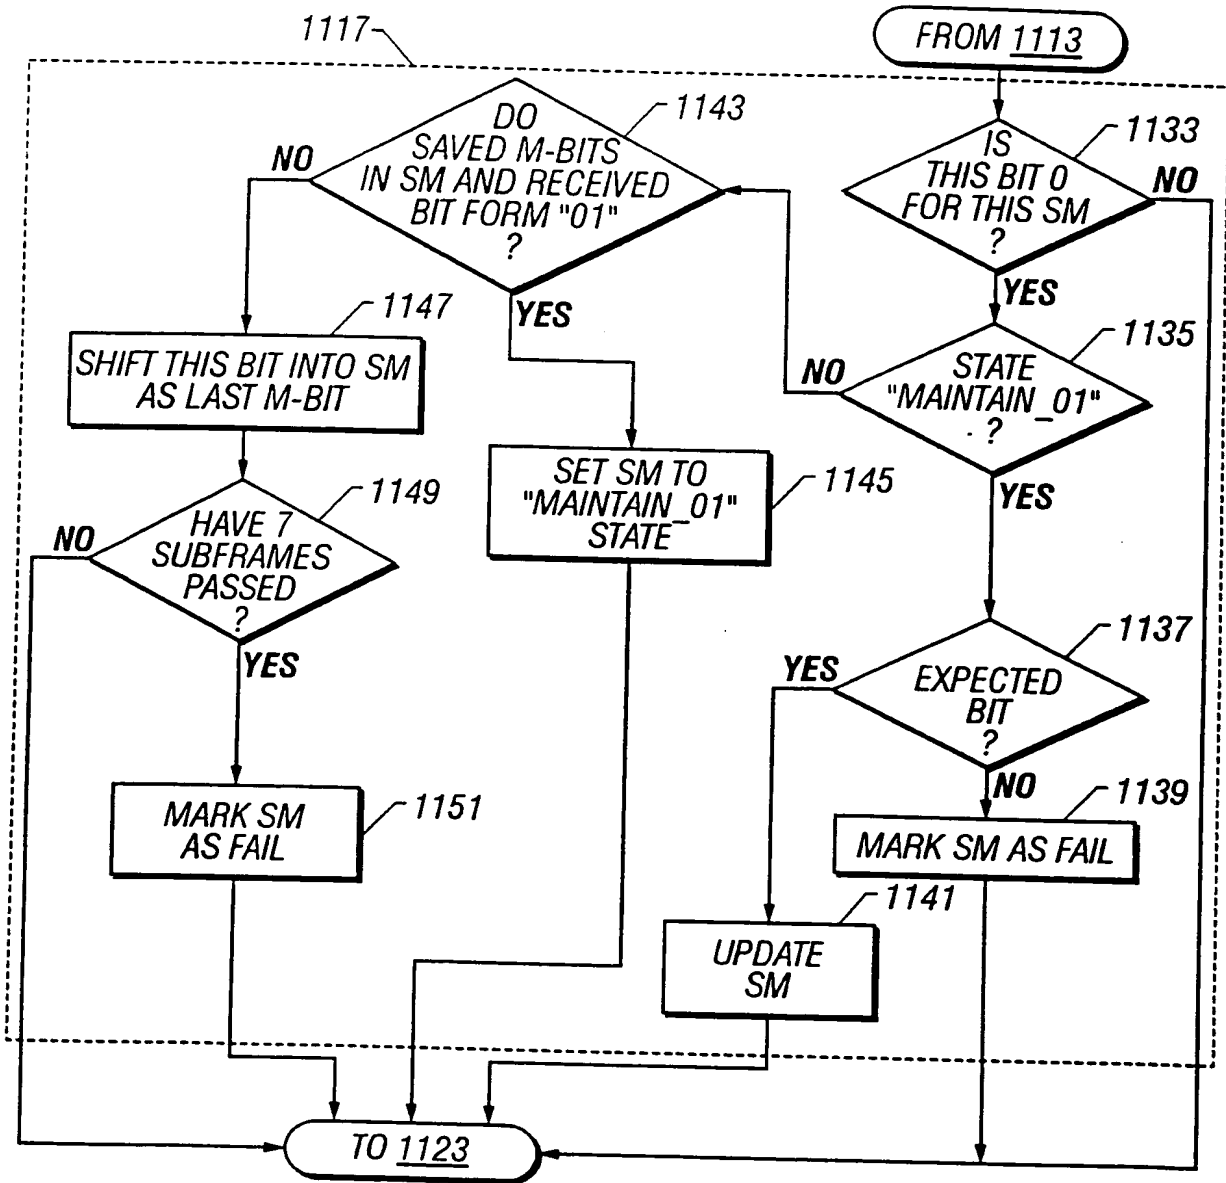 FROM 1113
1117
DO
SAVED M-BITS
IN SM AND RECEIVED
BIT FORM "01"
?
1143
NO
YES
IS
THIS BIT 0
FOR THIS SM
?
1133
NO
YES
SHIFT THIS BIT INTO SM
AS LAST M-BIT
1147
STATE
"MAINTAIN_01"
?
1135
NO
YES
SET SM TO
"MAINTAIN_01"
STATE
1145
HAVE 7
SUBFRAMES
PASSED
?
1149
NO
YES
EXPECTED
BIT
?
1137
YES
NO
MARK SM
AS FAIL
1151
MARK SM AS FAIL
1139
UPDATE
SM
1141
TO 1123